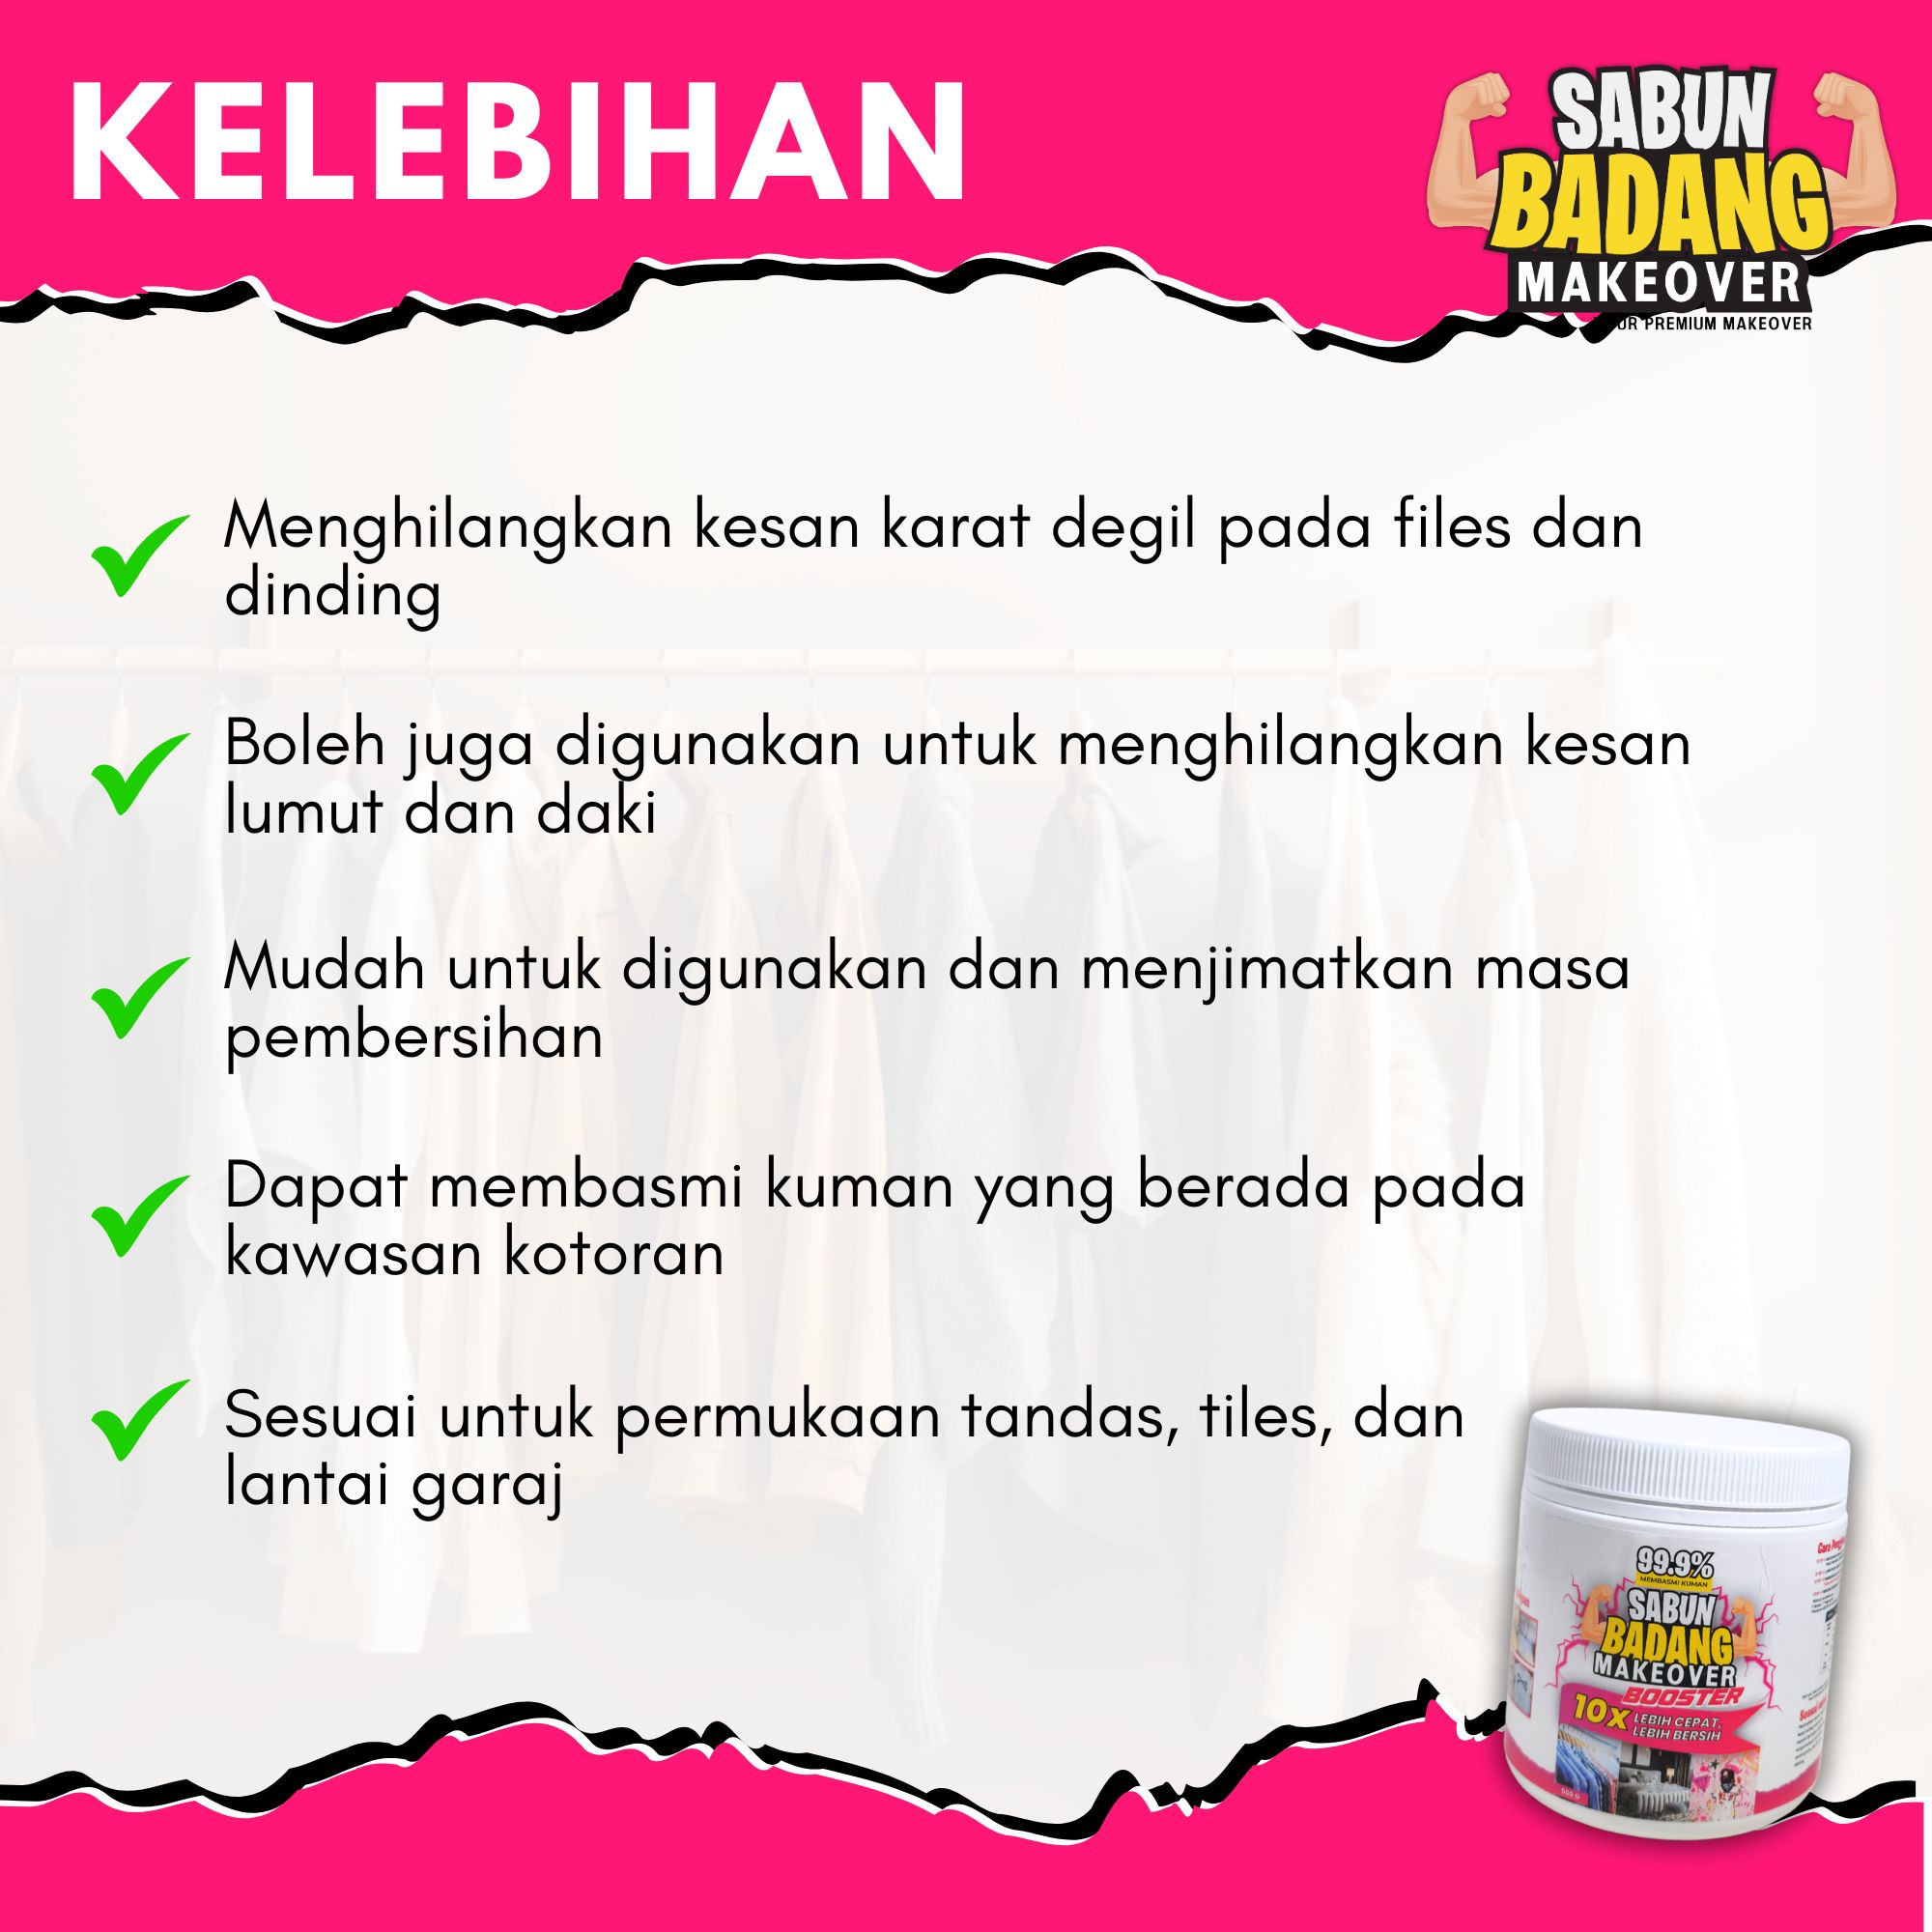 KELEBIHAN
SABUN
BADANG
MAKEOVER
UR PREMIUM MAKEOVER
Menghilangkan kesan karat degil pada files dan
dinding
Boleh juga digunakan untuk menghilangkan kesan
lumut dan daki
Mudah untuk digunakan dan menjimatkan masa
pembersihan
Dapat membasmi kuman yang berada pada
kawasan kotoran
Sesuai untuk permukaan tandas, tiles, dan
lantai garaj
99.9%
MEMBASMI KUMAN
SABUN
BADANG
MAKEOVER
BOOSTER
10X LEBIH CEPAT,
LEBIH BERSIH